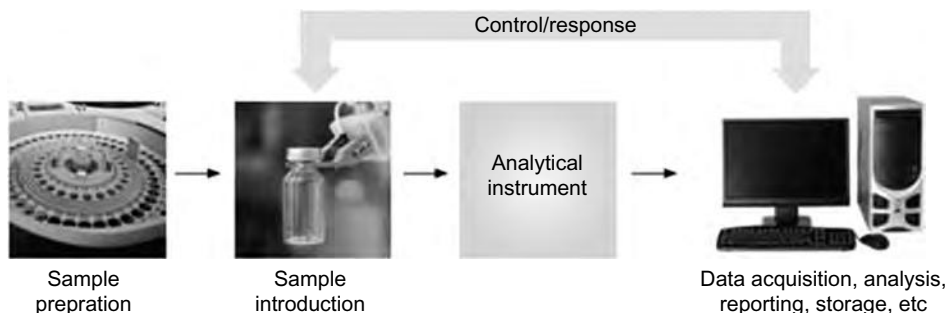 Control/response
Analytical
instrument
Sample
prepration
Sample
introduction
Data acquisition, analysis,
reporting, storage, etc